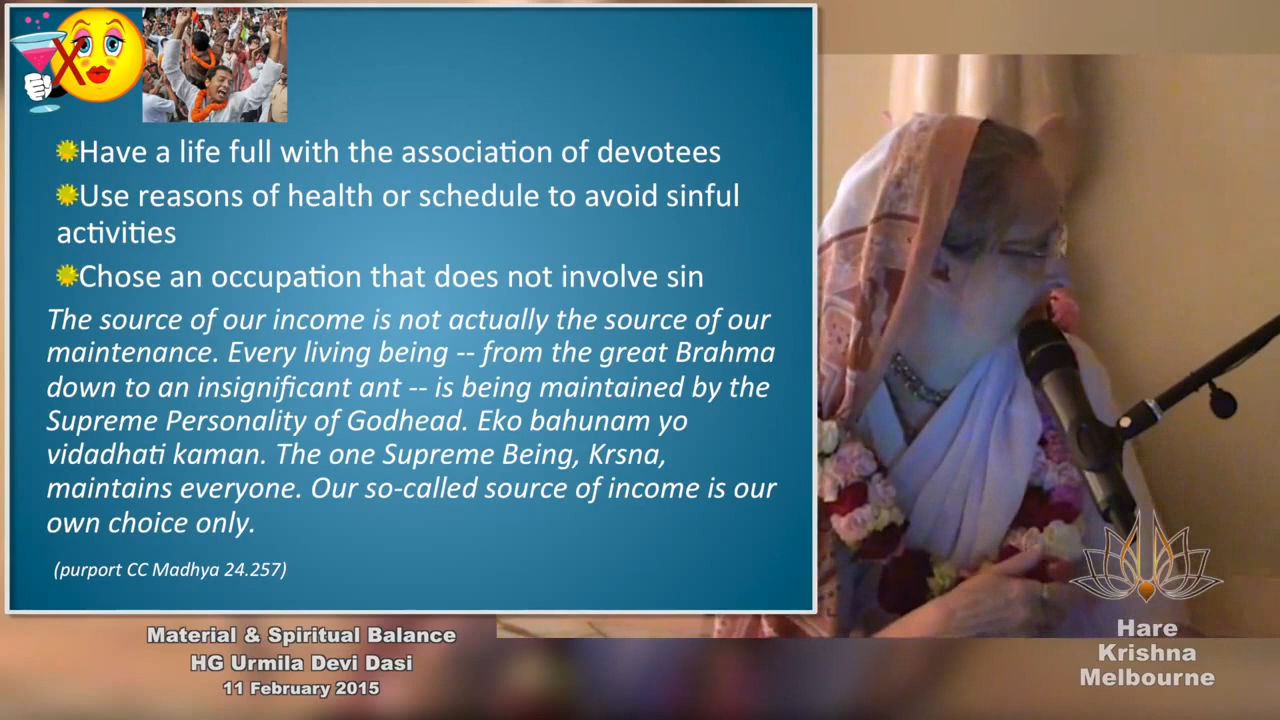 Have a life full with the association of devotees
Use reasons of health or schedule to avoid sinful
activities
Chose an occupation that does not involve sin
The source of our income is not actually the source of our
maintenance. Every living being -- from the great Brahma
down to an insignificant ant -- is being maintained by the
Supreme Personality of Godhead. Eko bahunam yo
vidadhati kaman. The one Supreme Being, Krsna,
maintains everyone. Our so-called source of income is our
own choice only.
(purport CC Madhya 24.257)
Material & Spiritual Balance
HG Urmila Devi Dasi
11 February 2015
Hare
Krishna
Melbourne